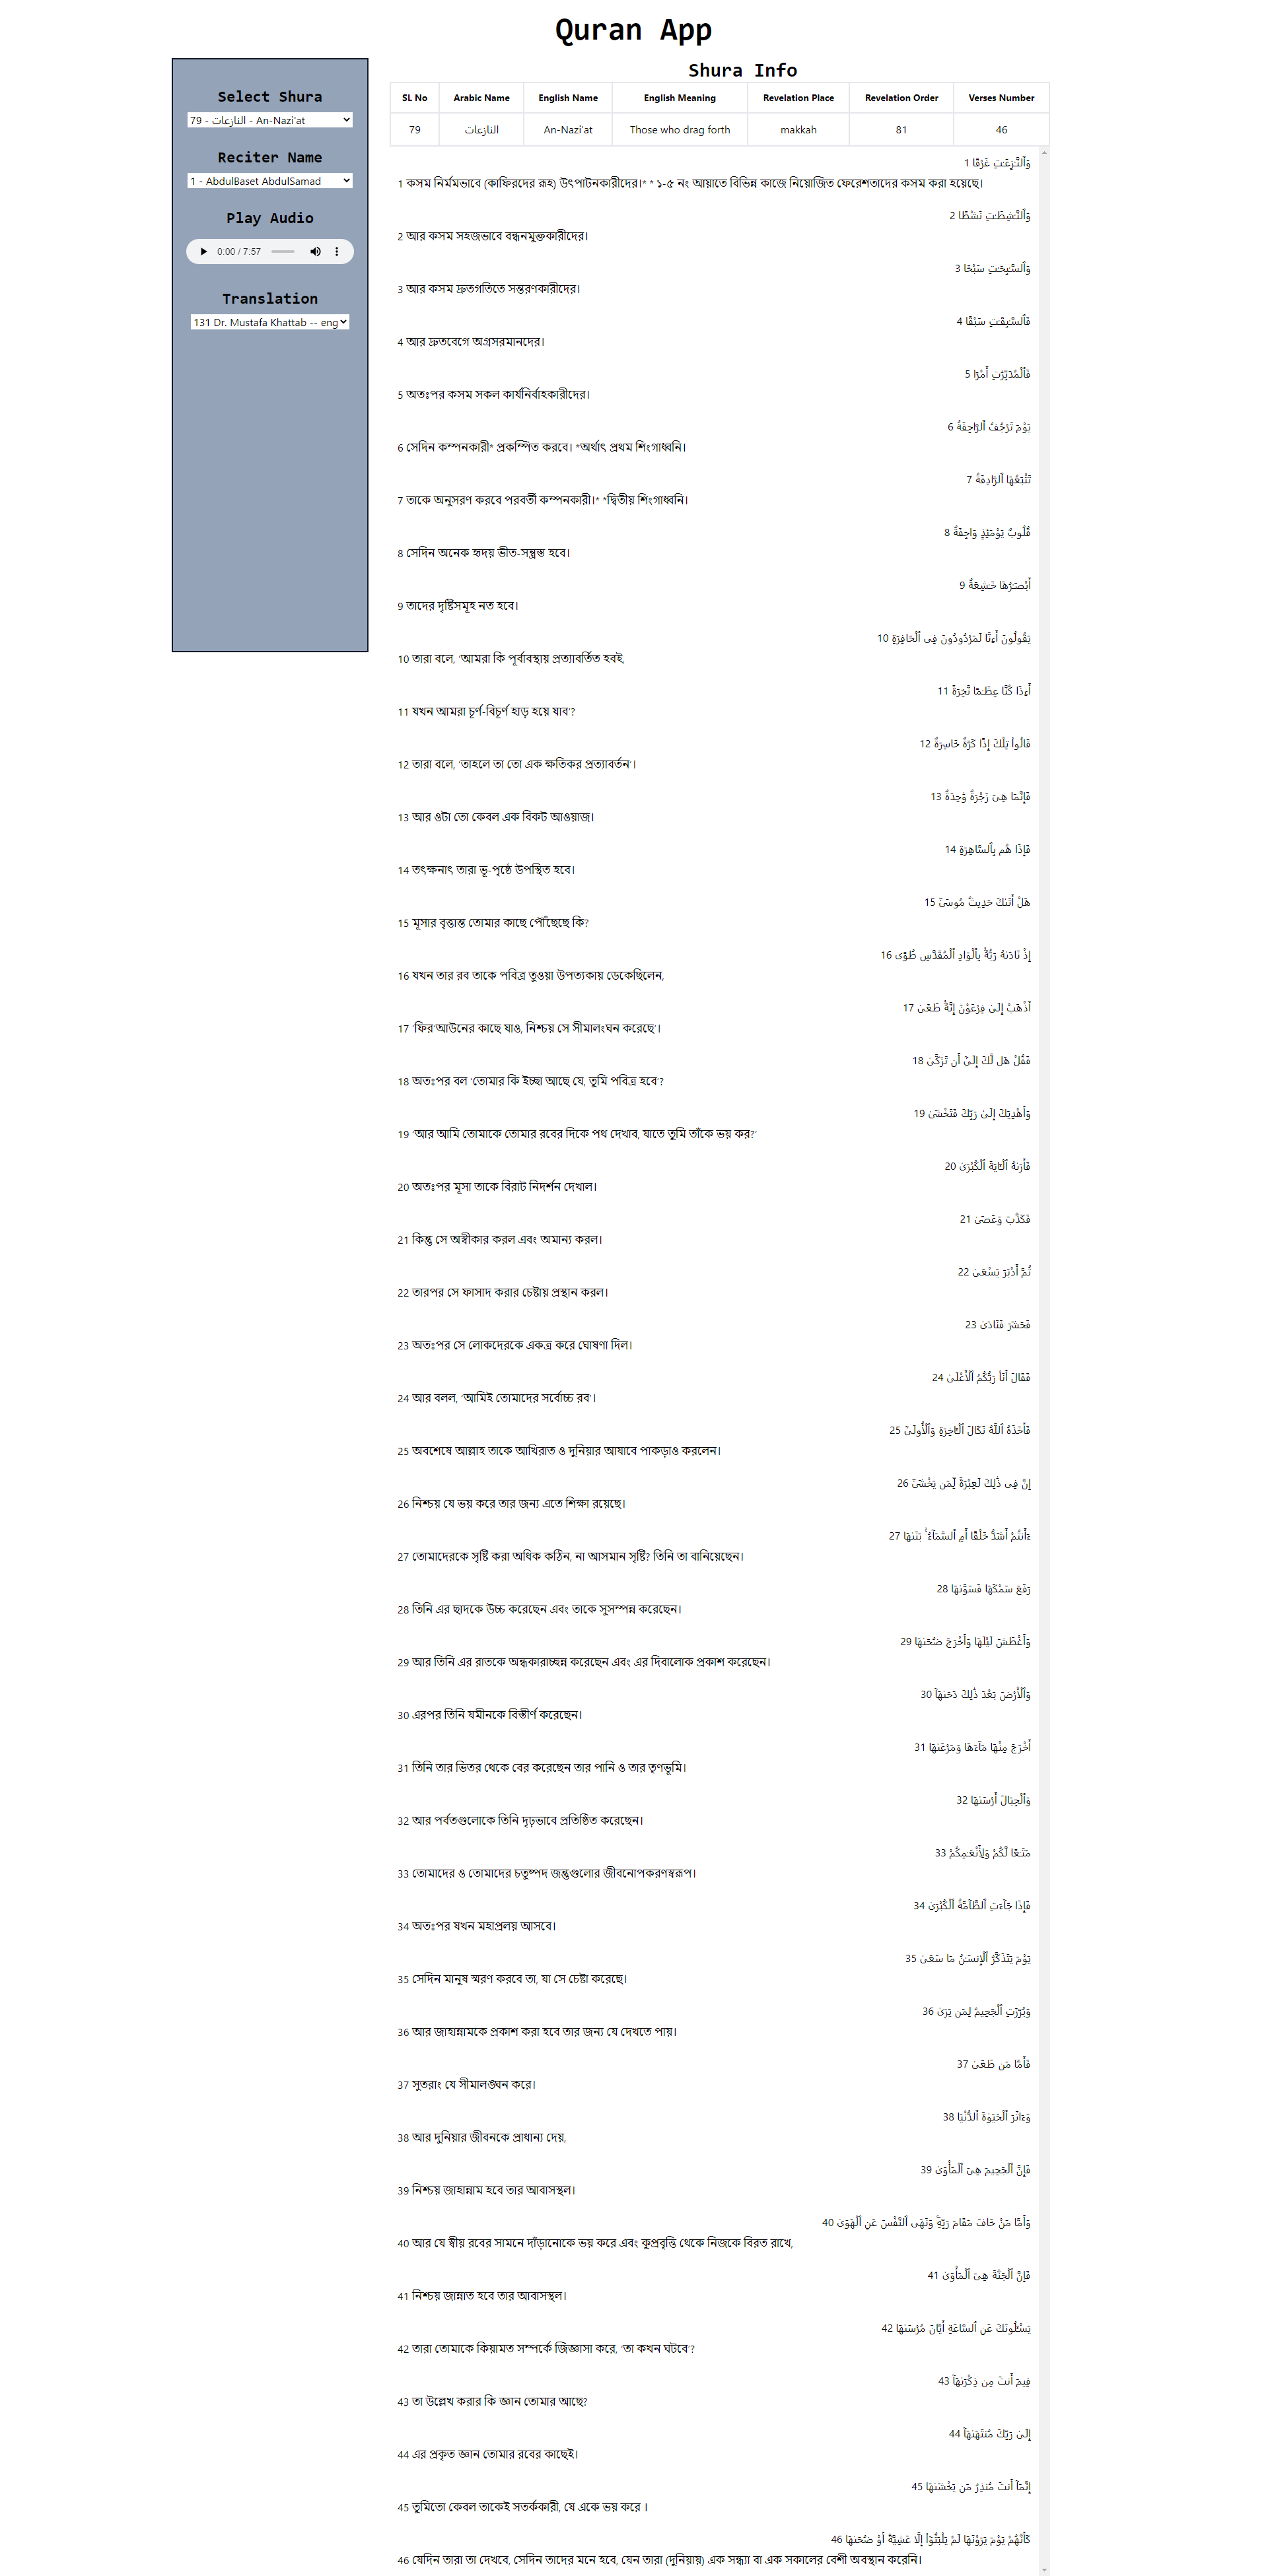 Quran App
Select Shura
79 - النازعات - An-Nazi'at
Reciter Name
1 - AbdulBaset AbdulSamad
Play Audio
0:00 / 7:57
Translation
131 Dr. Mustafa Khattab -- eng
Shura Info
SL No Arabic Name English Name English Meaning Revelation Place Revelation Order Verses Number
79 النازعات An-Nazi'at Those who drag forth makkah 81 46
وَٱلنَّـٰزِعَـٰتِ غَرْقًا 1
1 কসম নির্মমভাবে (কাফিরদের রূহ) উৎপাটনকারীদের।* * ১-৫ নং আয়াতে বিভিন্ন কাজে নিয়োজিত ফেরেশতাদের কসম করা হয়েছে।
وَٱلنَّـٰشِطَـٰتِ نَشْطًا 2
2 আর কসম সহজভাবে বন্ধনমুক্তকারীদের।
وَٱلسَّـٰبِحَـٰتِ سَبْحًا 3
3 আর কসম দ্রুতগতিতে সন্তরণকারীদের।
فَٱلسَّـٰبِقَـٰتِ سَبْقًا 4
4 আর দ্রুতবেগে অগ্রসরমানদের।
فَٱلْمُدَبِّرَٰتِ أَمْرًا 5
5 অতঃপর কসম সকল কার্যনির্বাহকারীদের।
يَوْمَ تَرْجُفُ ٱلرَّاجِفَةُ 6
6 সেদিন কম্পনকারী* প্রকম্পিত করবে। *অর্থাৎ প্রথম শিংগাধ্বনি।
تَتْبَعُهَا ٱلرَّادِفَةُ 7
7 তাকে অনুসরণ করবে পরবর্তী কম্পনকারী।* *দ্বিতীয় শিংগাধ্বনি।
قُلُوبٌ يَوْمَئِذٍ وَاجِفَةٌ 8
8 সেদিন অনেক হৃদয় ভীত-সন্ত্রস্ত হবে।
أَبْصَـٰرُهَا خَـٰشِعَةٌ 9
9 তাদের দৃষ্টিসমূহ নত হবে।
يَقُولُونَ أَءِنَّا لَمَرْدُودُونَ فِى ٱلْحَافِرَةِ 10
10 তারা বলে, ‘আমরা কি পূর্বাবস্থায় প্রত্যাবর্তিত হবই,
أَءِذَا كُنَّا عِظَـٰمًا نَّخِرَةً 11
11 যখন আমরা চূর্ণ-বিচূর্ণ হাড় হয়ে যাব’?
قَالُوا۟ تِلْكَ إِذًا كَرَّةٌ خَاسِرَةٌ 12
12 তারা বলে, ‘তাহলে তা তো এক ক্ষতিকর প্রত্যাবর্তন’।
فَإِنَّمَا هِىَ زَجْرَةٌ وَٰحِدَةٌ 13
13 আর ওটা তো কেবল এক বিকট আওয়াজ।
فَإِذَا هُم بِٱلسَّاهِرَةِ 14
14 তৎক্ষনাৎ তারা ভূ-পৃষ্ঠে উপস্থিত হবে।
هَلْ أَتَىٰكَ حَدِيثُ مُوسَىٰٓ 15
15 মূসার বৃত্তান্ত তোমার কাছে পৌঁছেছে কি?
إِذْ نَادَىٰهُ رَبُّهُۥ بِٱلْوَادِ ٱلْمُقَدَّسِ طُوًى 16
16 যখন তার রব তাকে পবিত্র তুওয়া উপত্যকায় ডেকেছিলেন,
ٱذْهَبْ إِلَىٰ فِرْعَوْنَ إِنَّهُۥ طَغَىٰ 17
17 ‘ফির‘আউনের কাছে যাও, নিশ্চয় সে সীমালংঘন করেছে’।
فَقُلْ هَل لَّكَ إِلَىٰٓ أَن تَزَكَّىٰ 18
18 অতঃপর বল ‘তোমার কি ইচ্ছা আছে যে, তুমি পবিত্র হবে’?
وَأَهْدِيَكَ إِلَىٰ رَبِّكَ فَتَخْشَىٰ 19
19 ‘আর আমি তোমাকে তোমার রবের দিকে পথ দেখাব, যাতে তুমি তাঁকে ভয় কর?’
فَأَرَىٰهُ ٱلْـَٔايَةَ ٱلْكُبْرَىٰ 20
20 অতঃপর মূসা তাকে বিরাট নিদর্শন দেখাল।
فَكَذَّبَ وَعَصَىٰ 21
21 কিন্তু সে অস্বীকার করল এবং অমান্য করল।
ثُمَّ أَدْبَرَ يَسْعَىٰ 22
22 তারপর সে ফাসাদ করার চেষ্টায় প্রস্থান করল।
فَحَشَرَ فَنَادَىٰ 23
23 অতঃপর সে লোকদেরকে একত্র করে ঘোষণা দিল।
فَقَالَ أَنَا۠ رَبُّكُمُ ٱلْأَعْلَىٰ 24
24 আর বলল, ‘আমিই তোমাদের সর্বোচ্চ রব’।
فَأَخَذَهُ ٱللَّهُ نَكَالَ ٱلْـَٔاخِرَةِ وَٱلْأُولَىٰٓ 25
25 অবশেষে আল্লাহ তাকে আখিরাত ও দুনিয়ার আযাবে পাকড়াও করলেন।
إِنَّ فِى ذَٰلِكَ لَعِبْرَةً لِّمَن يَخْشَىٰٓ 26
26 নিশ্চয় যে ভয় করে তার জন্য এতে শিক্ষা রয়েছে।
ءَأَنتُمْ أَشَدُّ خَلْقًا أَمِ ٱلسَّمَآءُ ۚ بَنَىٰهَا 27
27 তোমাদেরকে সৃষ্টি করা অধিক কঠিন, না আসমান সৃষ্টি? তিনি তা বানিয়েছেন।
رَفَعَ سَمْكَهَا فَسَوَّىٰهَا 28
28 তিনি এর ছাদকে উচ্চ করেছেন এবং তাকে সুসম্পন্ন করেছেন।
وَأَغْطَشَ لَيْلَهَا وَأَخْرَجَ ضُحَىٰهَا 29
29 আর তিনি এর রাতকে অন্ধকারাচ্ছন্ন করেছেন এবং এর দিবালোক প্রকাশ করেছেন।
وَٱلْأَرْضَ بَعْدَ ذَٰلِكَ دَحَىٰهَآ 30
30 এরপর তিনি যমীনকে বিস্তীর্ণ করেছেন।
أَخْرَجَ مِنْهَا مَآءَهَا وَمَرْعَىٰهَا 31
31 তিনি তার ভিতর থেকে বের করেছেন তার পানি ও তার তৃণভূমি।
وَٱلْجِبَالَ أَرْسَىٰهَا 32
32 আর পর্বতগুলোকে তিনি দৃঢ়ভাবে প্রতিষ্ঠিত করেছেন।
مَتَـٰعًا لَّكُمْ وَلِأَنْعَـٰمِكُمْ 33
33 তোমাদের ও তোমাদের চতুষ্পদ জন্তুগুলোর জীবনোপকরণস্বরূপ।
فَإِذَا جَآءَتِ ٱلطَّآمَّةُ ٱلْكُبْرَىٰ 34
34 অতঃপর যখন মহাপ্রলয় আসবে।
يَوْمَ يَتَذَكَّرُ ٱلْإِنسَـٰنُ مَا سَعَىٰ 35
35 সেদিন মানুষ স্মরণ করবে তা, যা সে চেষ্টা করেছে।
وَبُرِّزَتِ ٱلْجَحِيمُ لِمَن يَرَىٰ 36
36 আর জাহান্নামকে প্রকাশ করা হবে তার জন্য যে দেখতে পায়।
فَأَمَّا مَن طَغَىٰ 37
37 সুতরাং যে সীমালঙ্ঘন করে।
وَءَاثَرَ ٱلْحَيَوٰةَ ٱلدُّنْيَا 38
38 আর দুনিয়ার জীবনকে প্রাধান্য দেয়,
فَإِنَّ ٱلْجَحِيمَ هِىَ ٱلْمَأْوَىٰ 39
39 নিশ্চয় জাহান্নাম হবে তার আবাসস্থল।
وَأَمَّا مَنْ خَافَ مَقَامَ رَبِّهِۦ وَنَهَى ٱلنَّفْسَ عَنِ ٱلْهَوَىٰ 40
40 আর যে স্বীয় রবের সামনে দাঁড়ানোকে ভয় করে এবং কুপ্রবৃত্তি থেকে নিজকে বিরত রাখে,
فَإِنَّ ٱلْجَنَّةَ هِىَ ٱلْمَأْوَىٰ 41
41 নিশ্চয় জান্নাত হবে তার আবাসস্থল।
يَسْـَٔلُونَكَ عَنِ ٱلسَّاعَةِ أَيَّانَ مُرْسَىٰهَا 42
42 তারা তোমাকে কিয়ামত সম্পর্কে জিজ্ঞাসা করে, ‘তা কখন ঘটবে’?
فِيمَ أَنتَ مِن ذِكْرَىٰهَآ 43
43 তা উল্লেখ করার কি জ্ঞান তোমার আছে?
إِلَىٰ رَبِّكَ مُنتَهَىٰهَآ 44
44 এর প্রকৃত জ্ঞান তোমার রবের কাছেই।
إِنَّمَآ أَنتَ مُنذِرُ مَن يَخْشَىٰهَا 45
45 তুমিতো কেবল তাকেই সতর্ককারী, যে একে ভয় করে ।
كَأَنَّهُمْ يَوْمَ يَرَوْنَهَا لَمْ يَلْبَثُوٓا۟ إِلَّا عَشِيَّةً أَوْ ضُحَىٰهَا 46
46 যেদিন তারা তা দেখবে, সেদিন তাদের মনে হবে, যেন তারা (দুনিয়ায়) এক সন্ধ্যা বা এক সকালের বেশী অবস্থান করেনি।